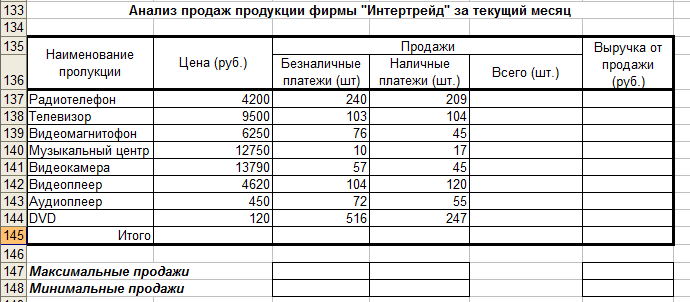 133 Анализ продаж продукции фирмы "Интертрейд" за текущий месяц
134
135 Наименование пролукции Цена (руб.) Продажи Выручка от продажи (руб.)
136 Безналичные платежи (шт) Наличные платежи (шт.) Всего (шт.)
137 Радиотелефон 4200 240 209
138 Телевизор 9500 103 104
139 Видеомагнитофон 6250 76 45
140 Музыкальный центр 12750 10 17
141 Видеокамера 13790 57 45
142 Видеоплеер 4620 104 120
143 Аудиоплеер 450 72 55
144 DVD 120 516 247
145 Итого
146
147 Максимальные продажи
148 Минимальные продажи